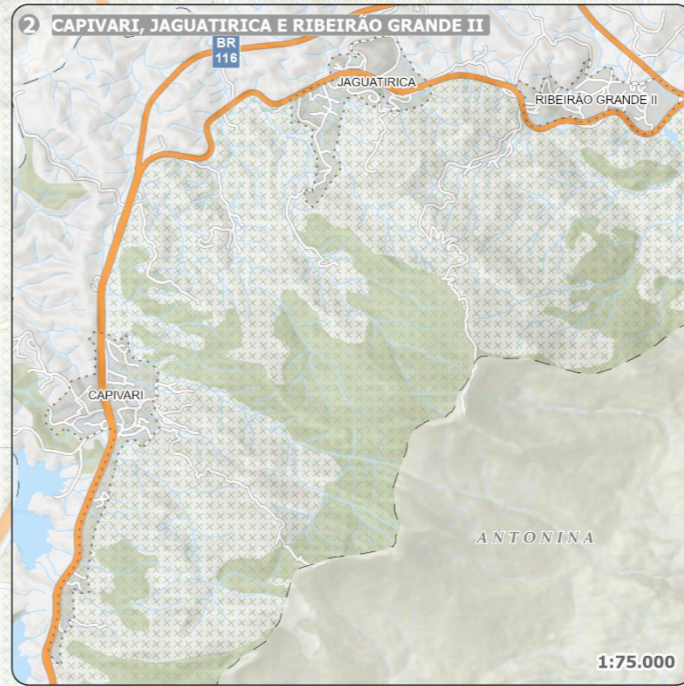 2 CAPIVARI, JAGUATIRICA E RIBEIRÃO GRANDE II
BR
116
JAGUATIRICA
RIBEIRÃO GRANDE II
CAPIVARI
ANTONINA
1:75.000